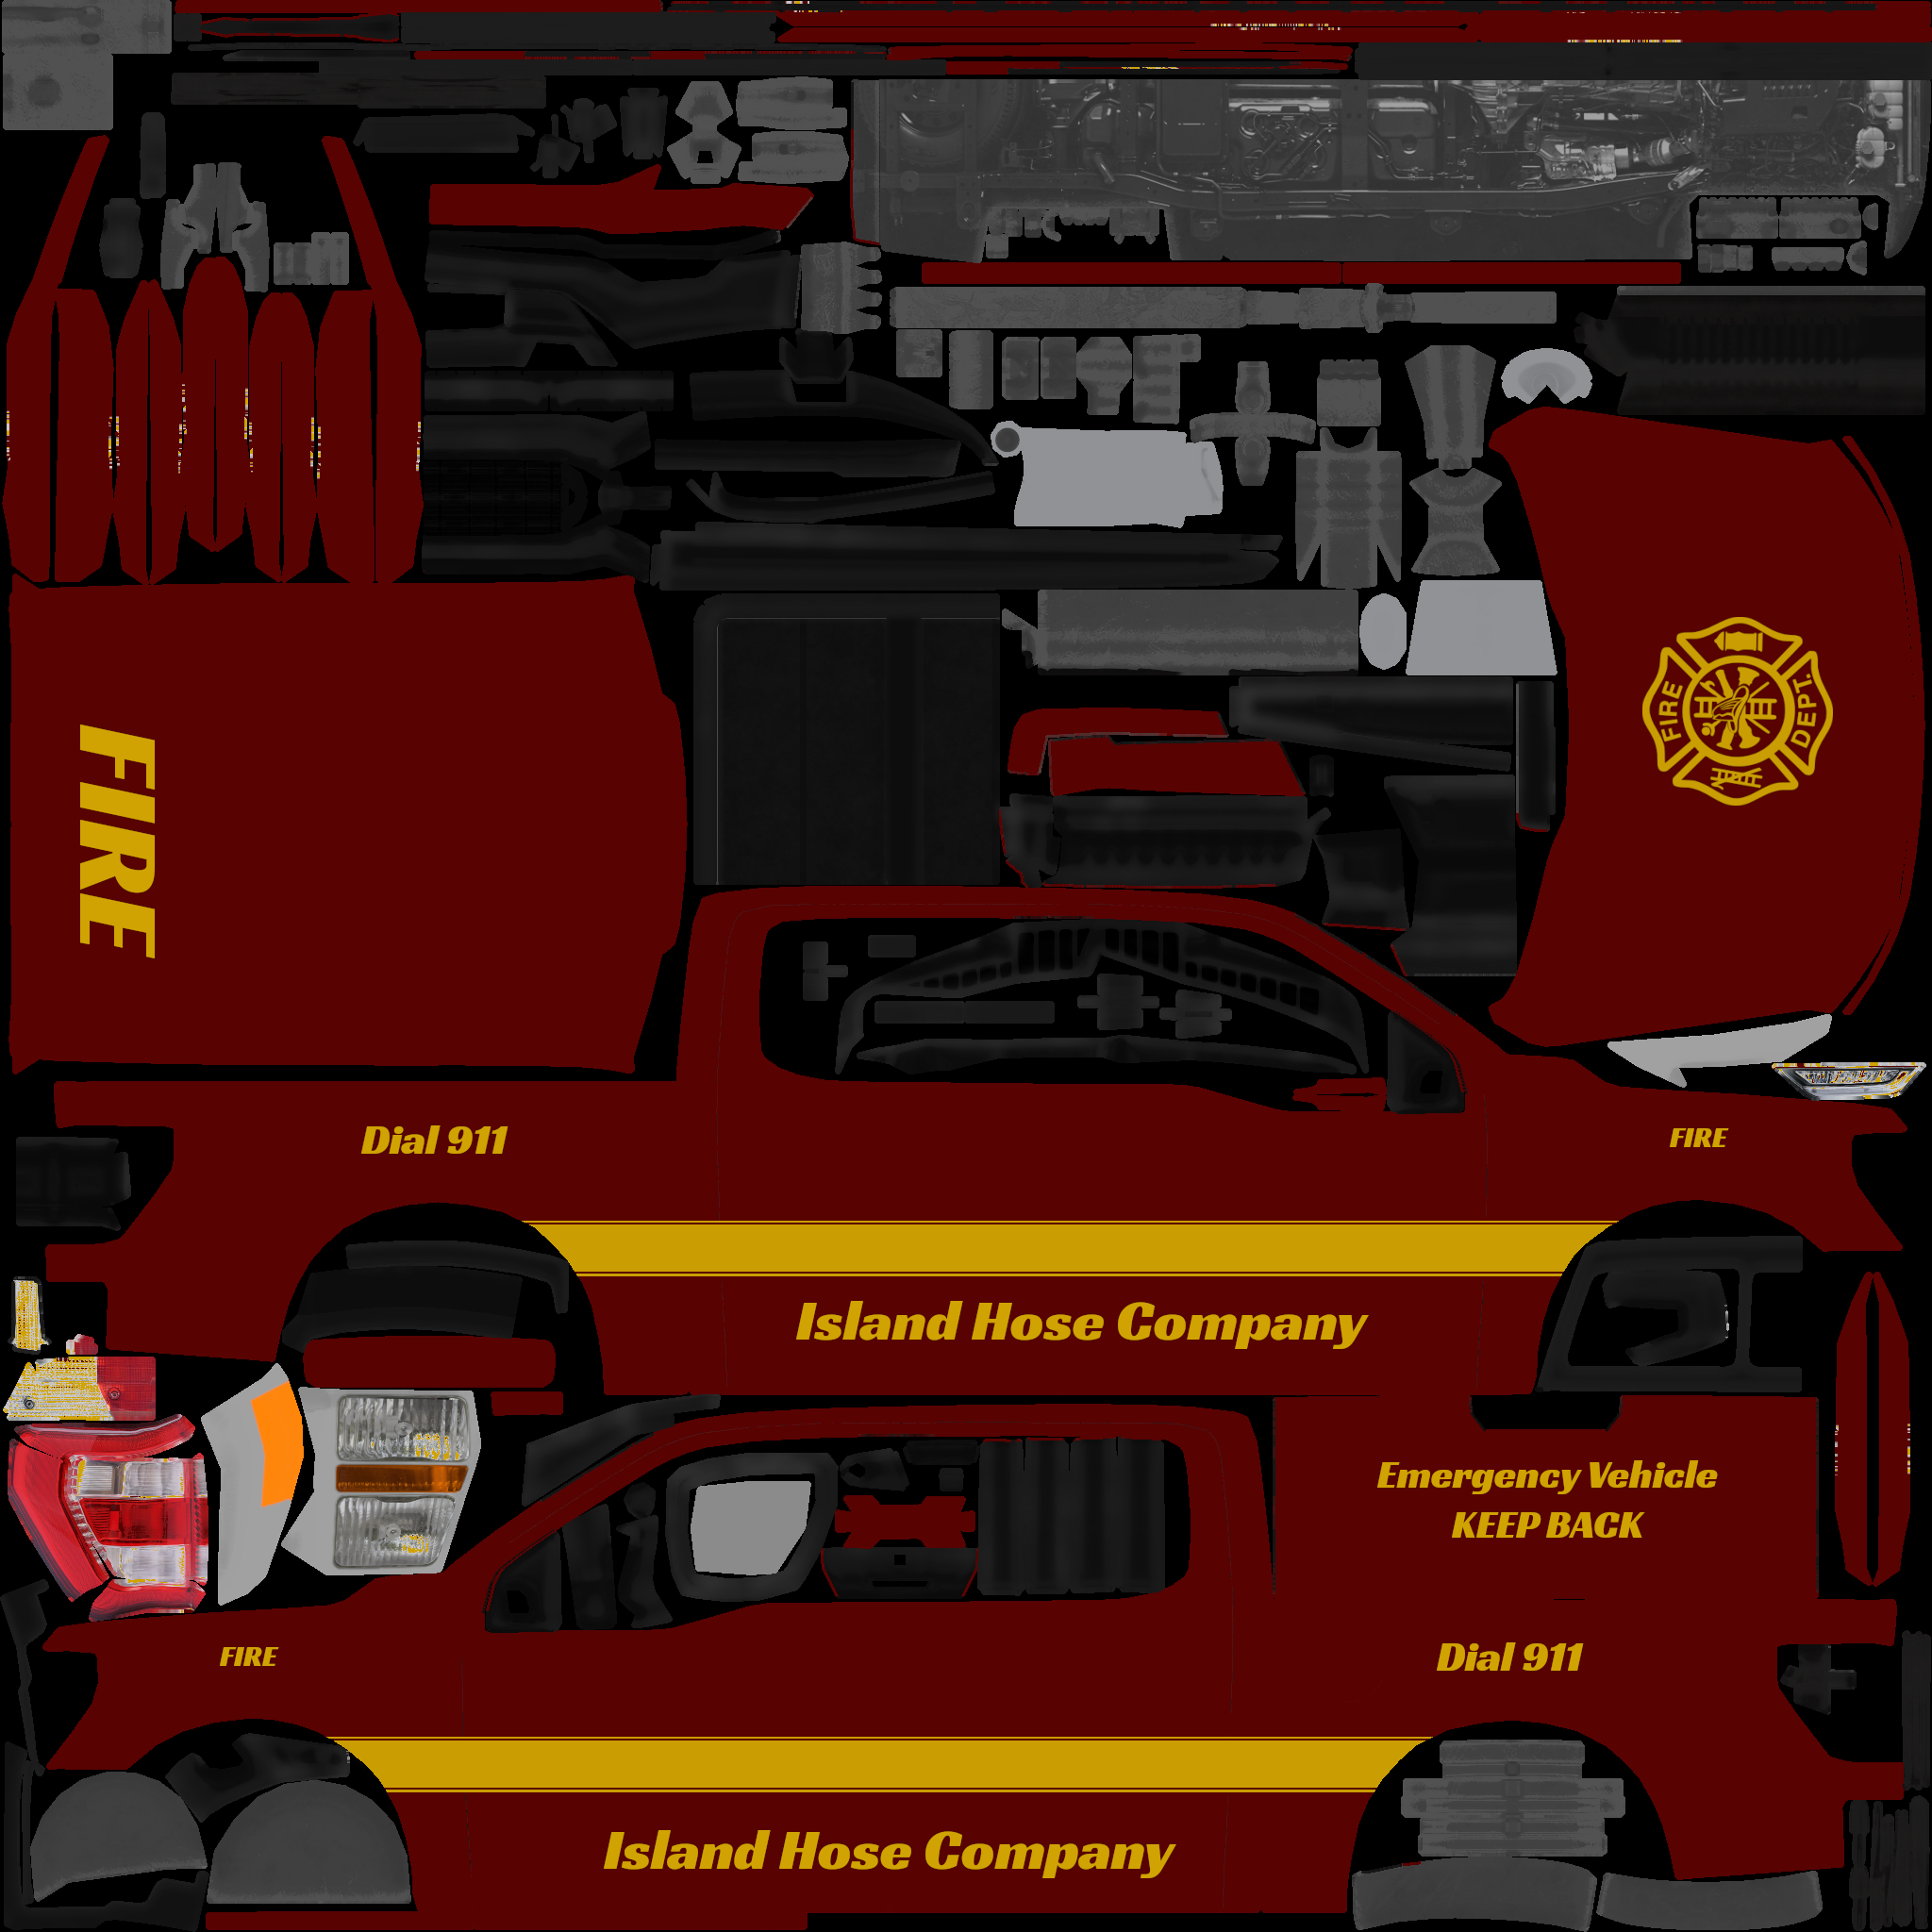 FIRE
FIRE
DEPT.
Dial 911
FIRE
Island Hose Company
Emergency Vehicle
KEEP BACK
FIRE
Dial 911
Island Hose Company